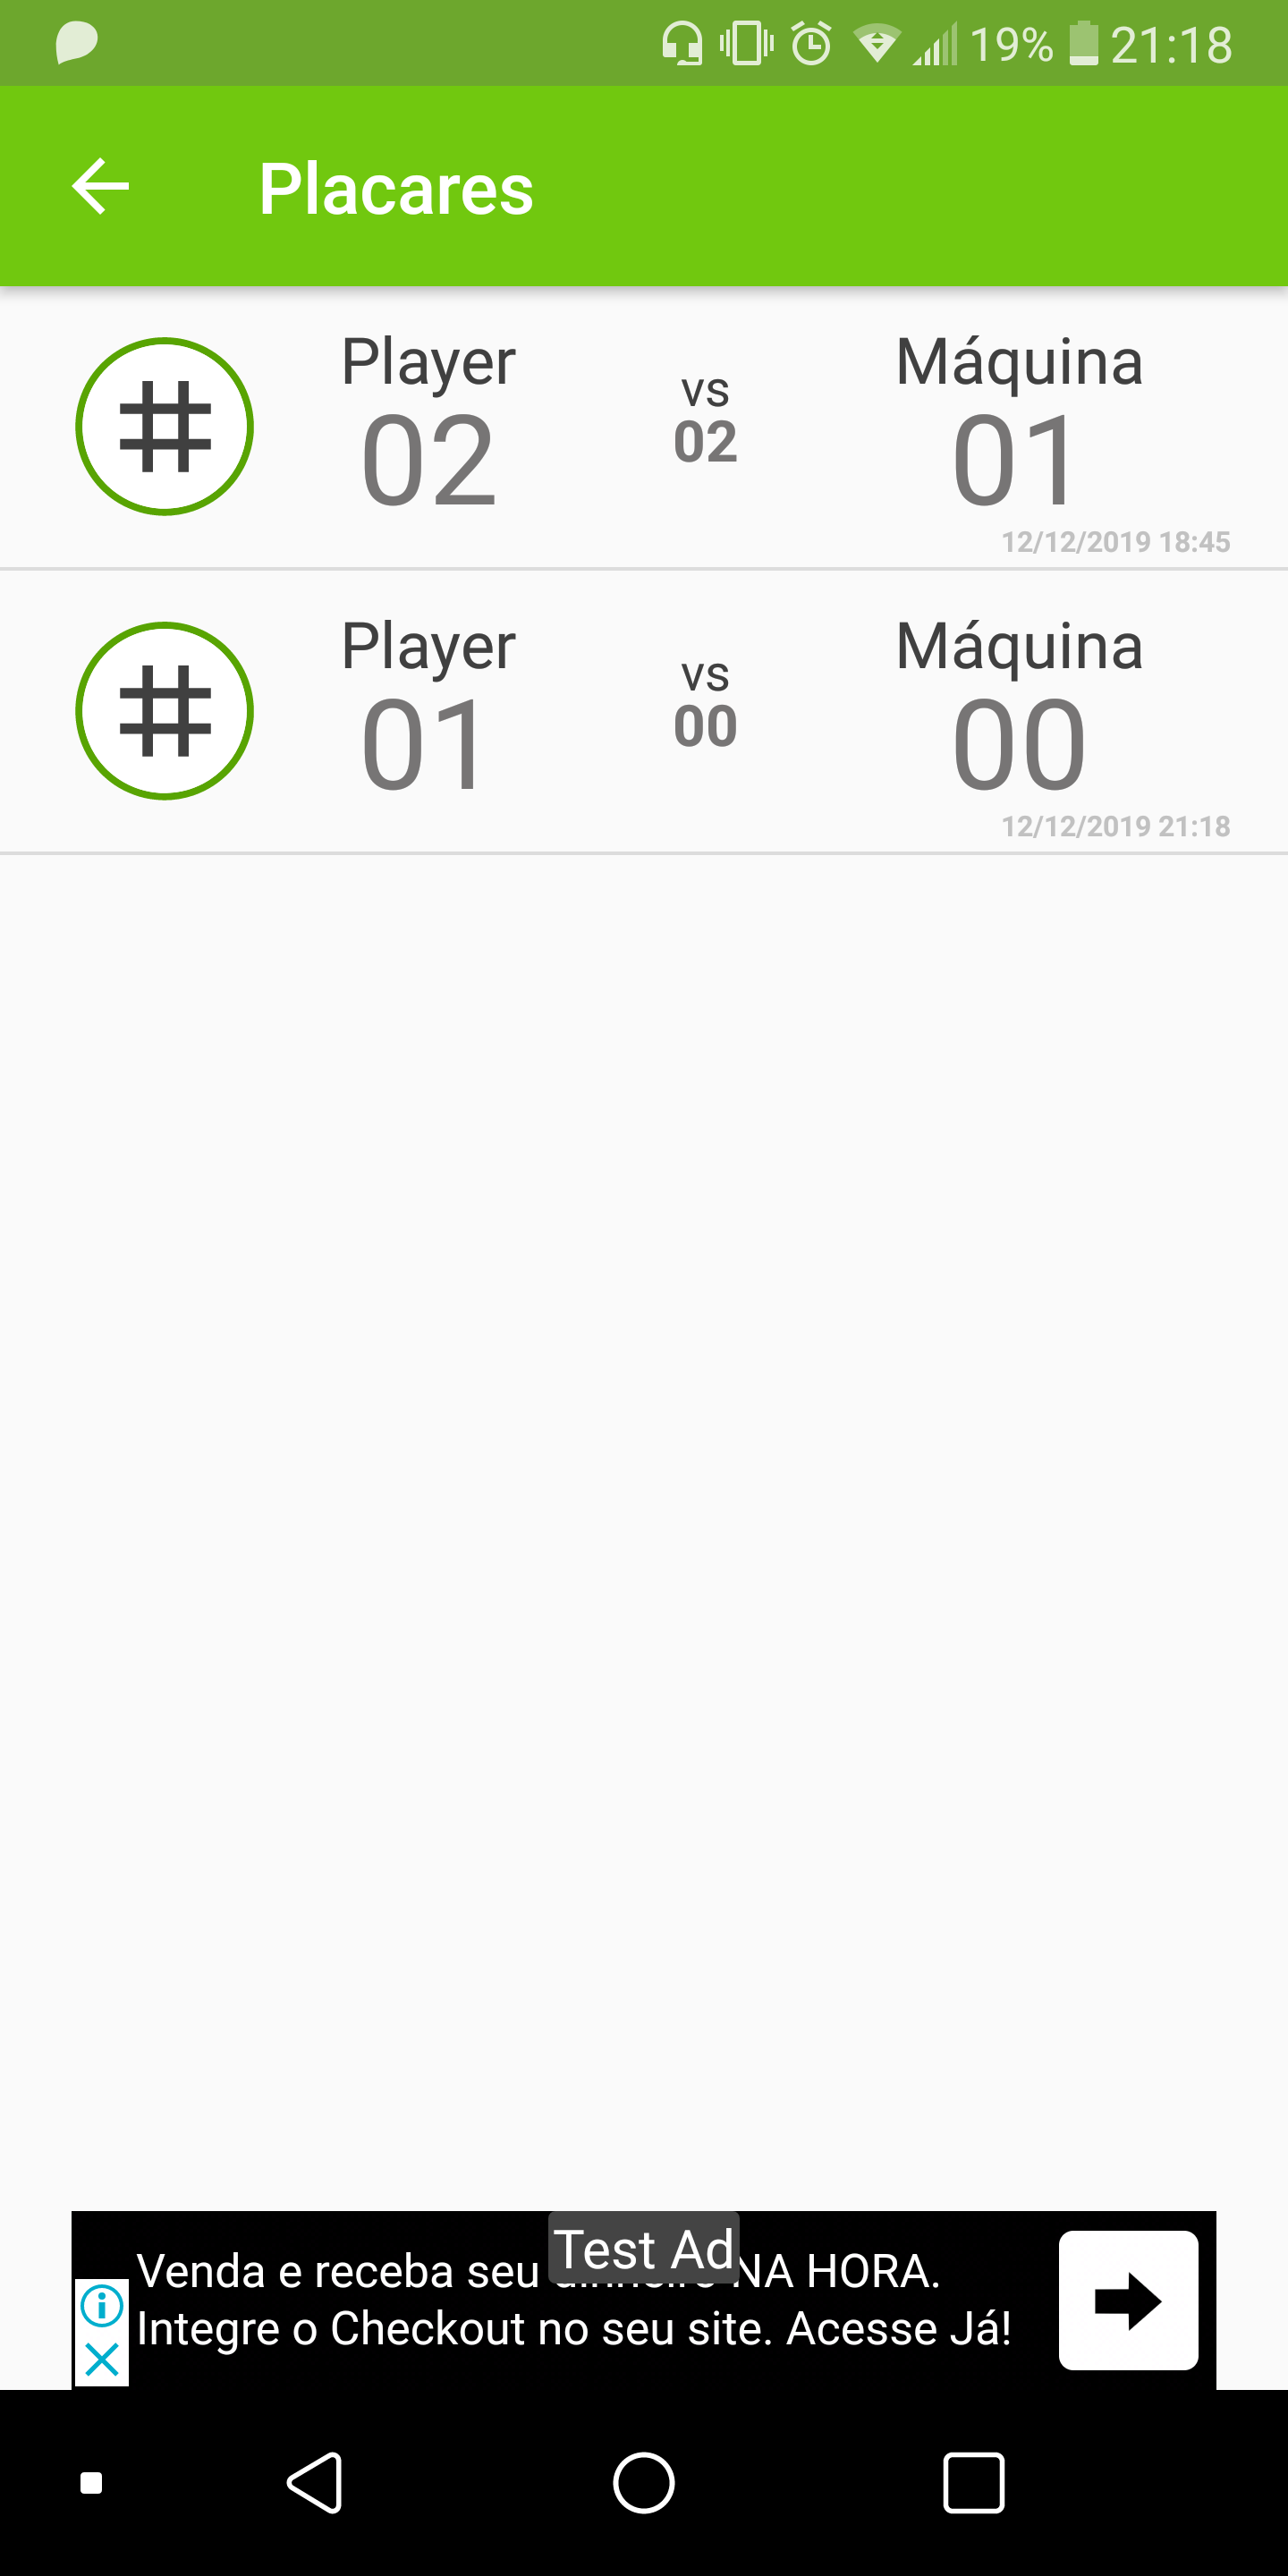 19% 21:18
Placares
Player vs Máquina
02 02 01
12/12/2019 18:45
Player vs Máquina
01 00 00
12/12/2019 21:18
Test Ad
Venda e receba seu NA HORA.
Integre o Checkout no seu site. Acesse Já!